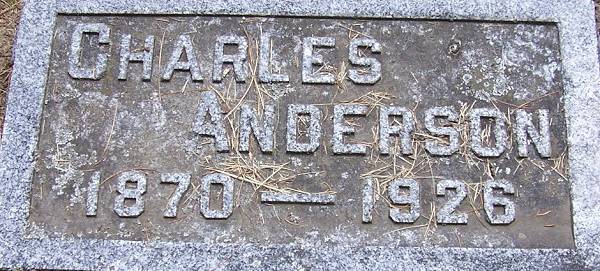 Charles
Anderson
1870 — 1926